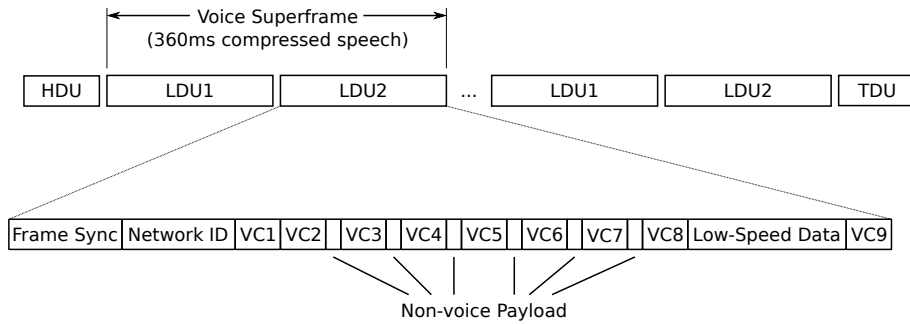 Voice Superframe
(360ms compressed speech)
HDU LDU1 LDU2 ... LDU1 LDU2 TDU
Frame Sync Network ID VC1 VC2 VC3 VC4 VC5 VC6 VC7 VC8 Low-Speed Data VC9
Non-voice Payload